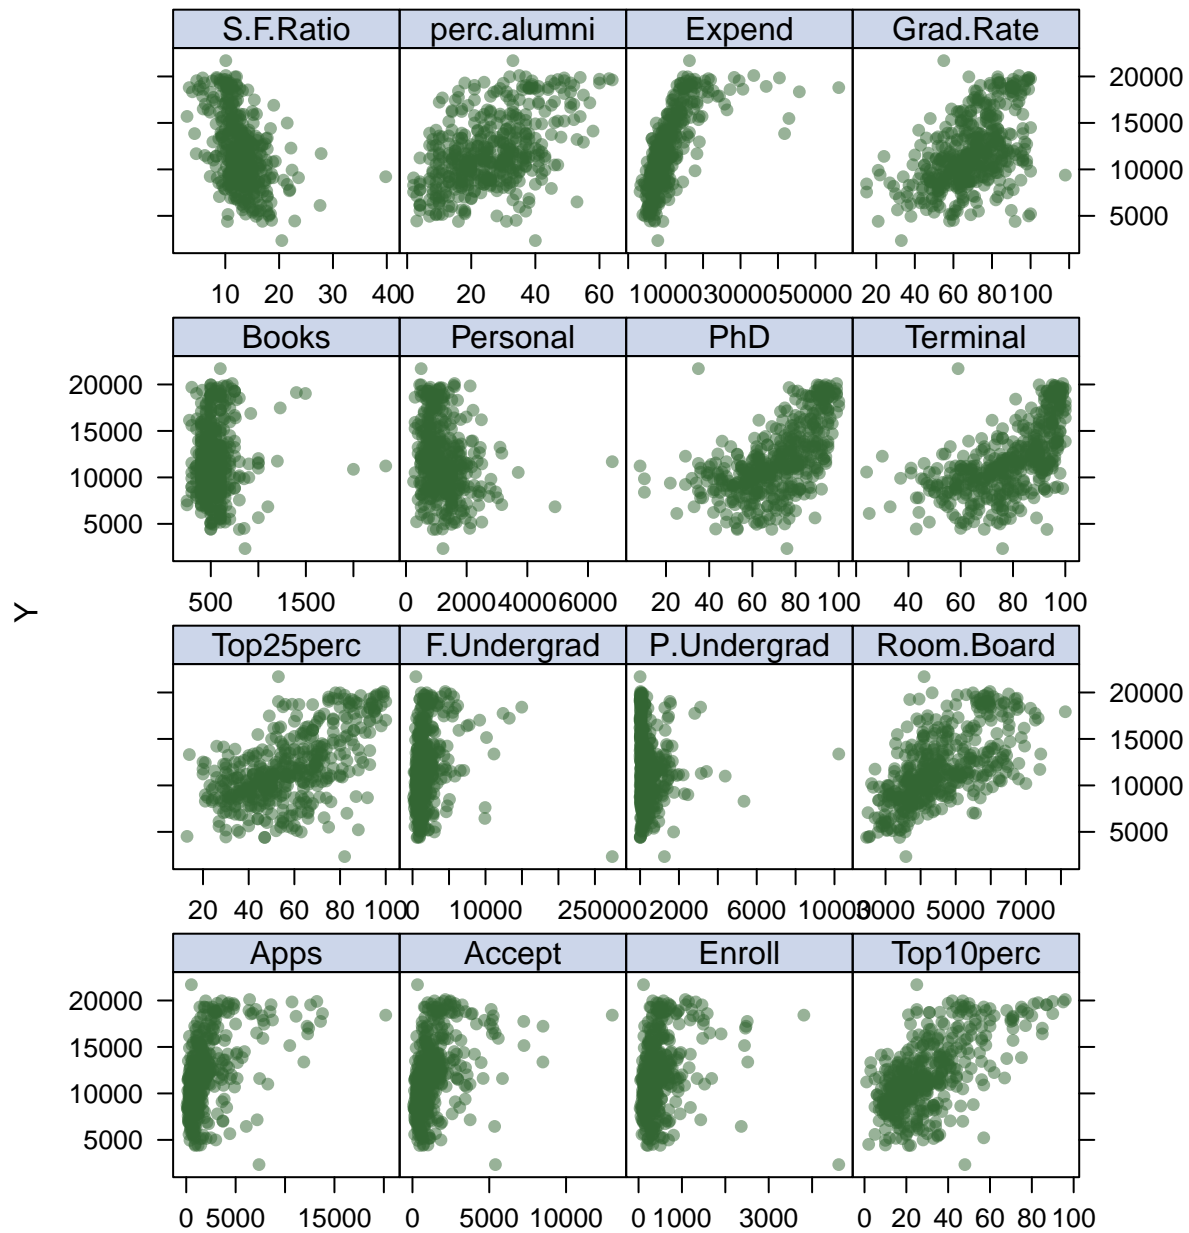 S.F.Ratio perc.alumni Expend Grad.Rate
20000
15000
10000
5000
10 20 30 40 0 20 40 60 10000 30000 50000 20 40 60 80 100
Books Personal PhD Terminal
20000
15000
10000
5000
500 1500 0 2000 4000 6000 20 40 60 80 100 40 60 80 100
Y
Top25perc F.Undergrad P.Undergrad Room.Board
20000
15000
10000
5000
20 40 60 80 100 0 10000 25000 0 2000 6000 10000 3000 5000 7000
Apps Accept Enroll Top10perc
20000
15000
10000
5000
0 5000 15000 0 5000 10000 0 1000 3000 0 20 40 60 80 100